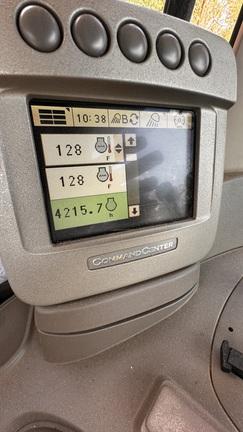 10:38 B
128 F
128 F
4215.7 h
COMMANDCENTER